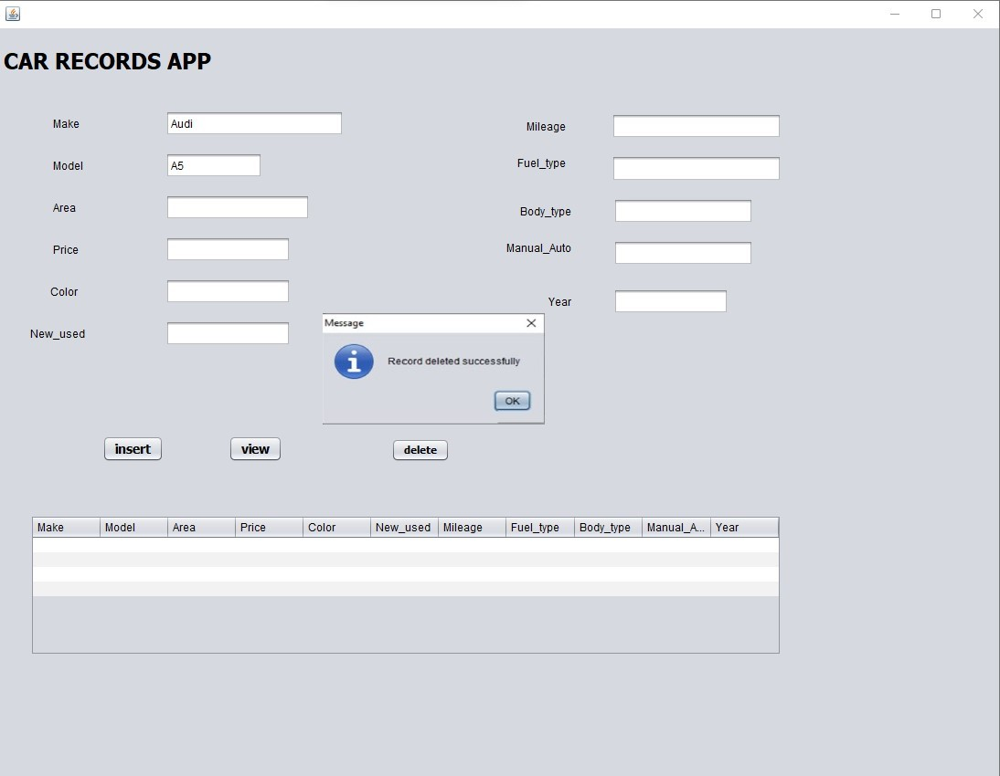 CAR RECORDS APP
Make Audi
Mileage
Model A5
Fuel_type
Area
Body_type
Price
Manual_Auto
Color
Year
New_used
Message
Record deleted successfully
OK
insert view delete
Make Model Area Price Color New_used Mileage Fuel_type Body_type Manual_A... Year